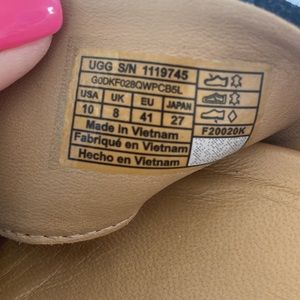 UGG S/N 1119745
G0DKF028QWPCB5L
USA UK EU JAPAN
10 8 41 27
Made in Vietnam
F20020K
Fabriqué en Vietnam
Hecho en Vietnam